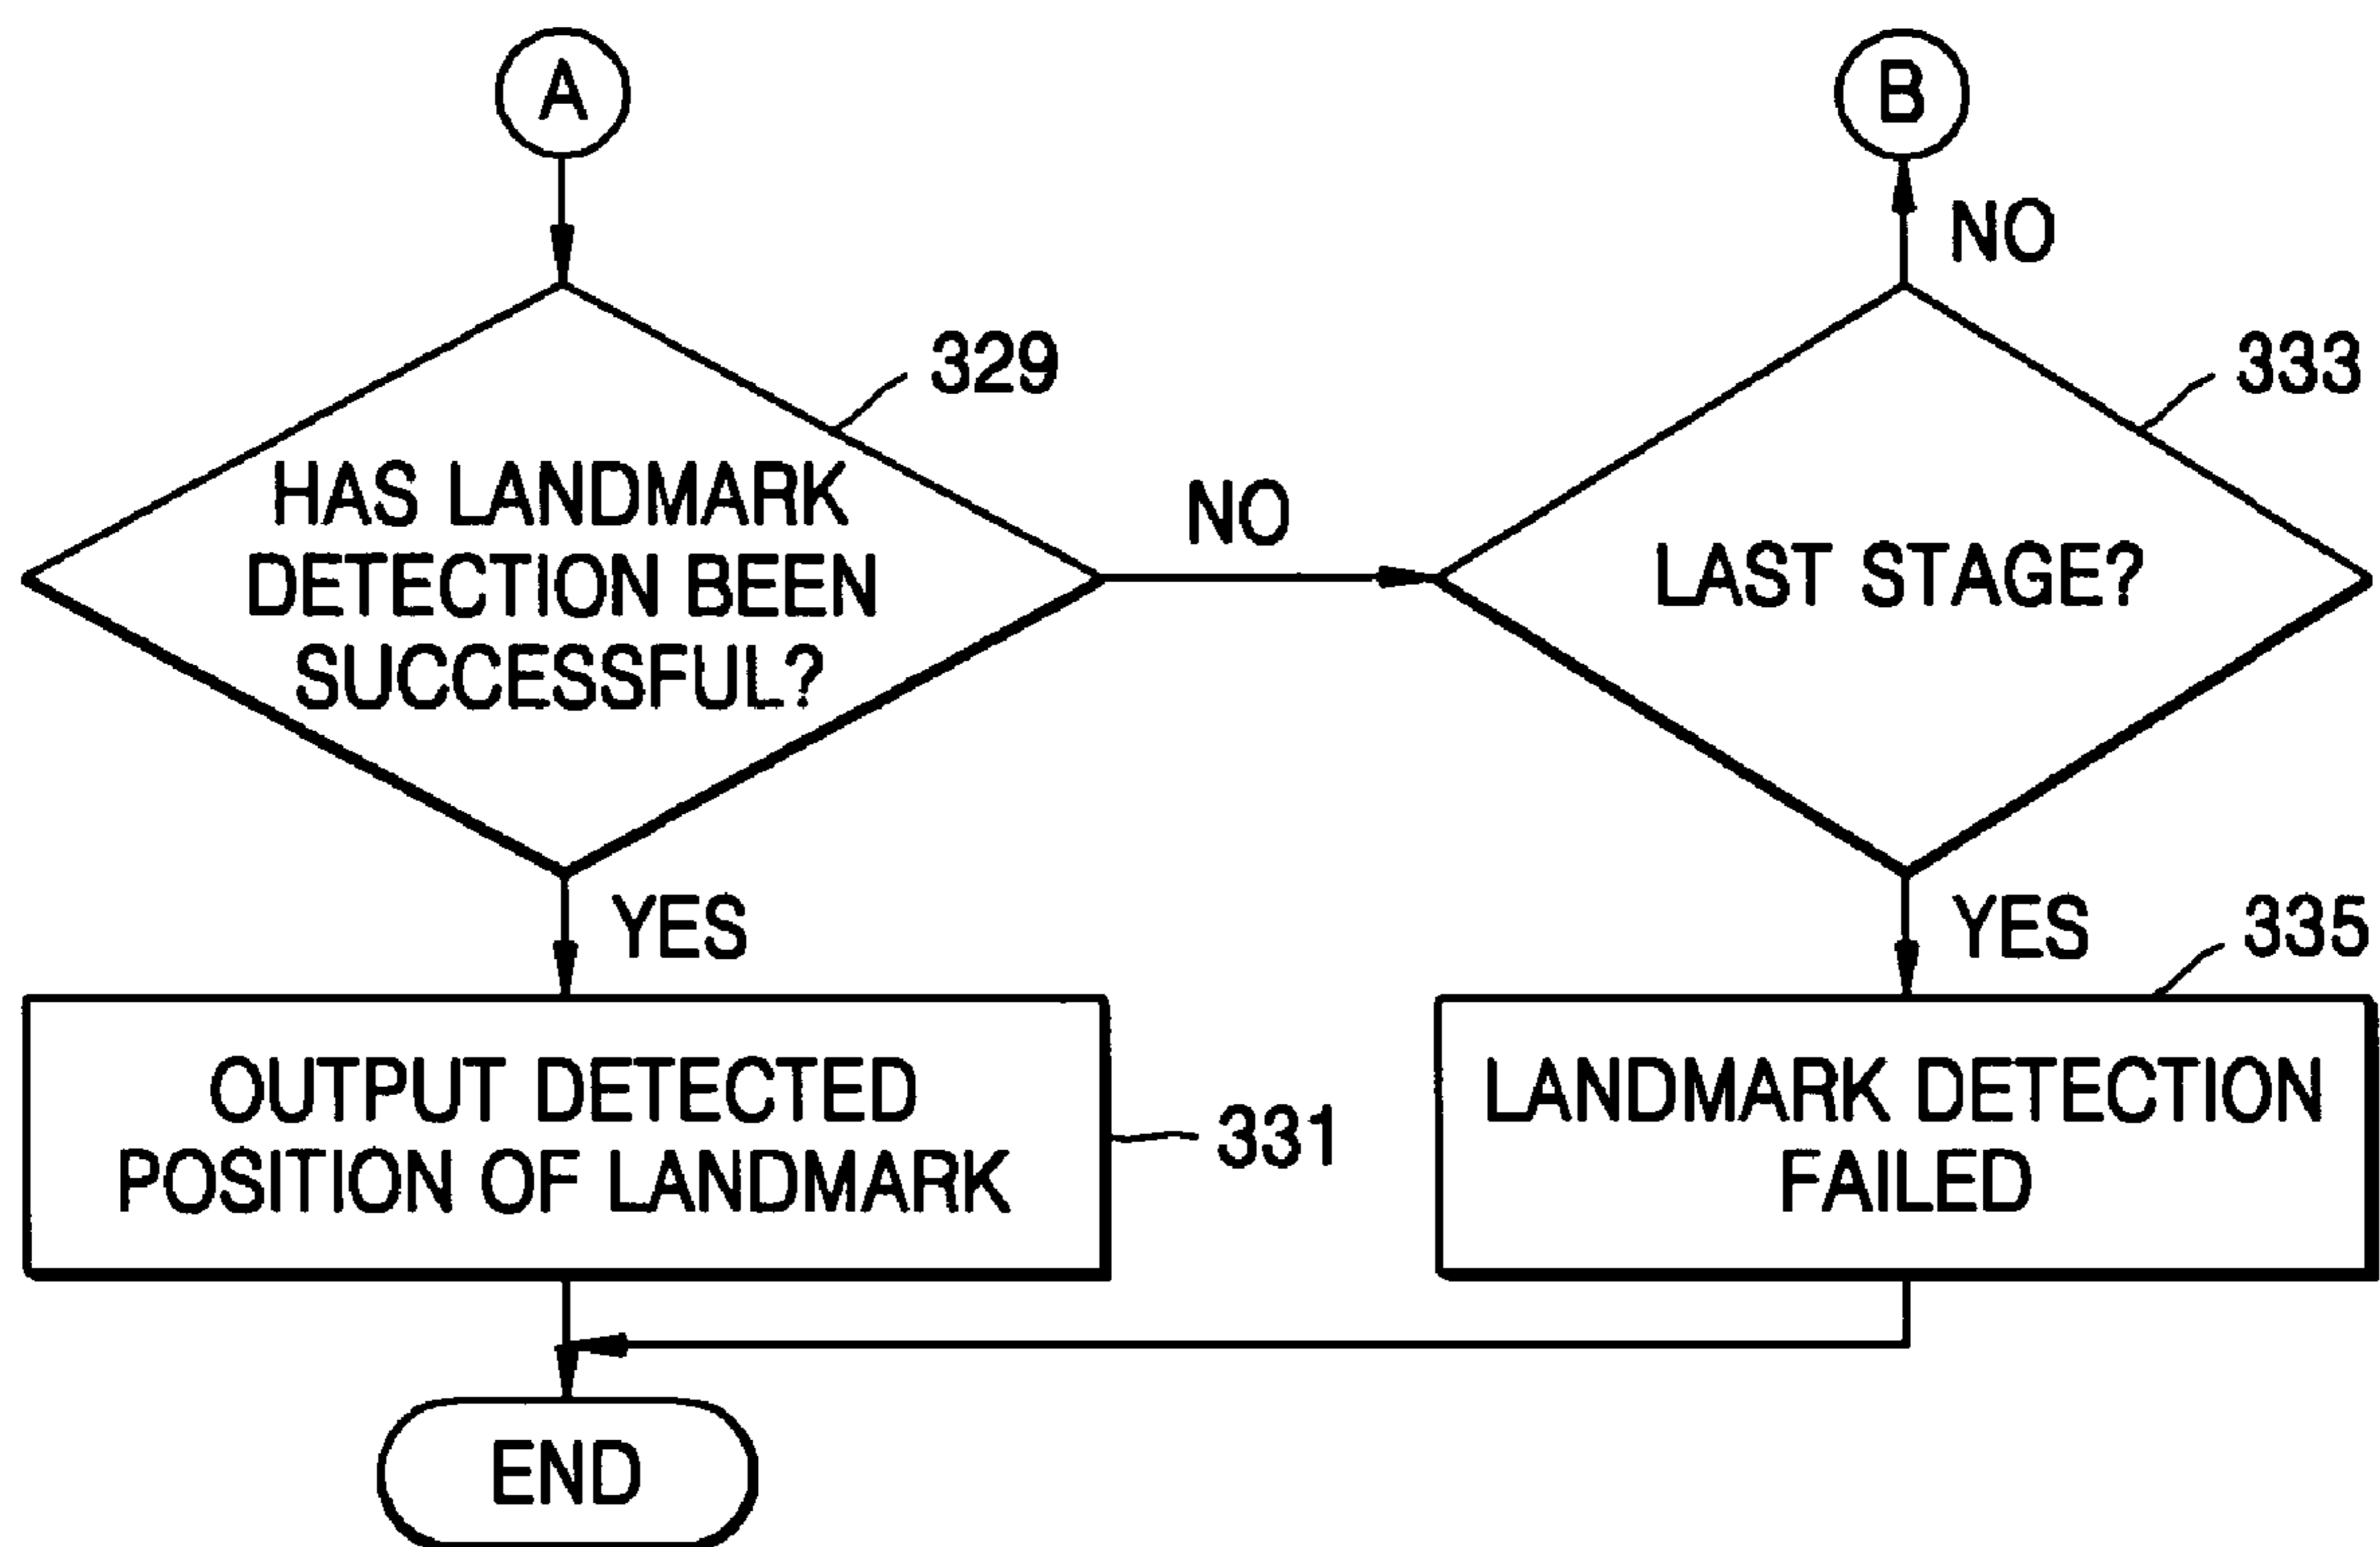 A
B
NO
329
333
HAS LANDMARK
DETECTION BEEN
SUCCESSFUL?
NO
LAST STAGE?
YES
YES
335
OUTPUT DETECTED
POSITION OF LANDMARK
331
LANDMARK DETECTION
FAILED
END